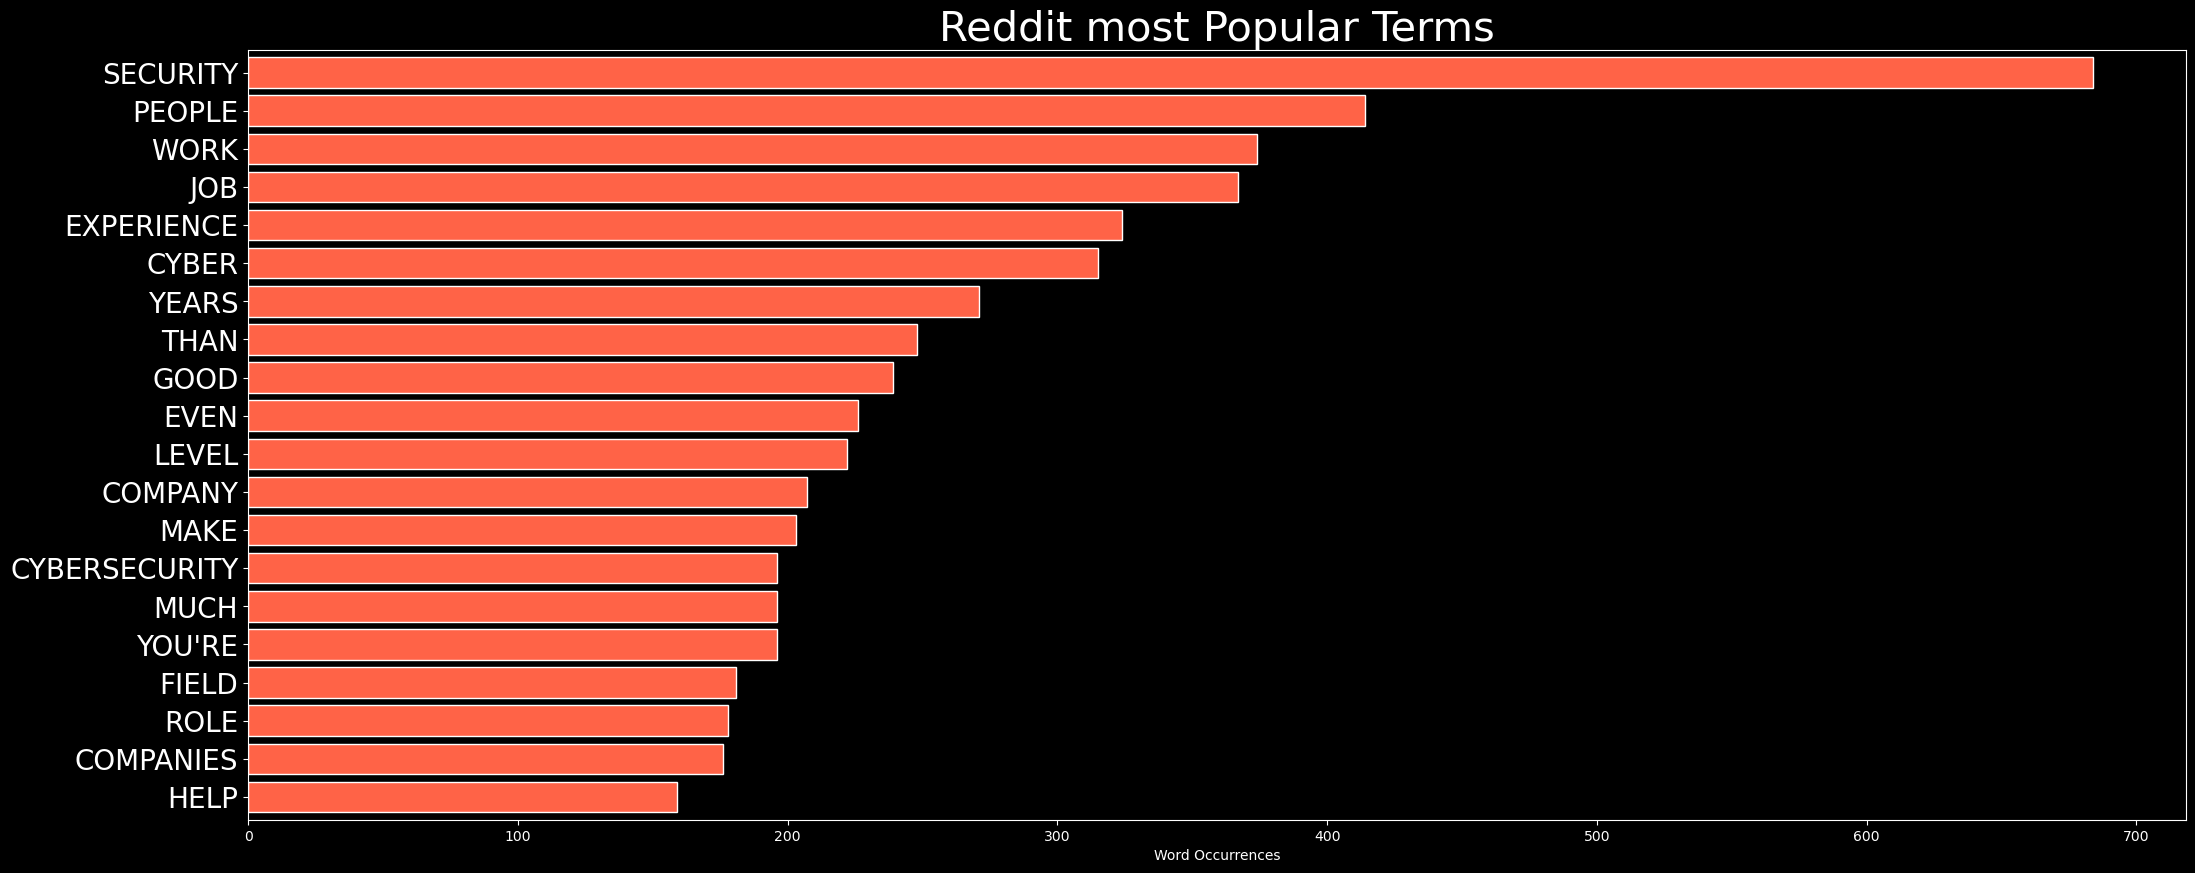 Reddit most Popular Terms
SECURITY
PEOPLE
WORK
JOB
EXPERIENCE
CYBER
YEARS
THAN
GOOD
EVEN
LEVEL
COMPANY
MAKE
CYBERSECURITY
MUCH
YOU'RE
FIELD
ROLE
COMPANIES
HELP
0 100 200 300 400 500 600 700
Word Occurrences